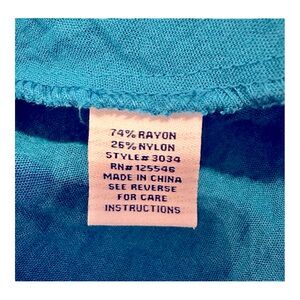 74% RAYON
26% NYLON
STYLE# 3034
RN# 125546
MADE IN CHINA
SEE REVERSE
FOR CARE
INSTRUCTIONS